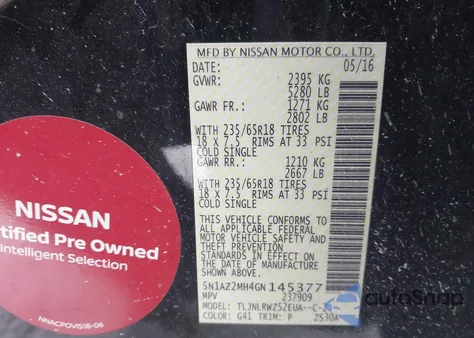 MFD BY NISSAN MOTOR CO., LTD.
DATE: 05/16
GVWR: 2395 KG
5280 LB
GAWR FR.: 1271 KG
2802 LB
WITH 235/65R18 TIRES
18 X 7.5 RIMS AT 33 PSI
COLD SINGLE
GAWR RR.: 1210 KG
2667 LB
WITH 235/65R18 TIRES
18 X 7.5 RIMS AT 33 PSI
COLD SINGLE
THIS VEHICLE CONFORMS TO
ALL APPLICABLE FEDERAL
MOTOR VEHICLE SAFETY AND THEFT
PREVENTION STANDARDS
IN EFFECT ON THE
DATE OF MANUFACTURE
SHOWN ABOVE.
5N1AZ2MH4GN145377
MPV 237909
TLJNLRWZ52EUA--C-
COLOR: G41 TRIM: P ZS30A
NISSAN
tified Pre Owned
Intelligent Selection
NNACPOVIS18-06
autoSnap